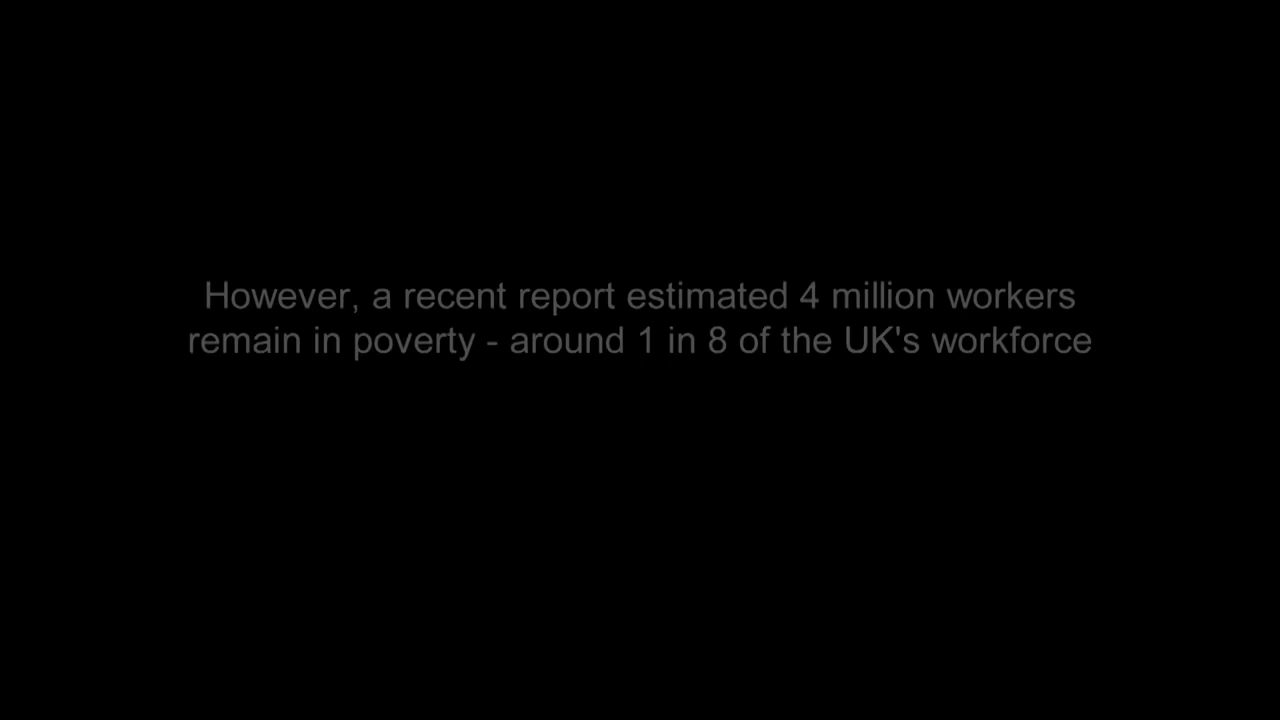 However, a recent report estimated 4 million workers
remain in poverty - around 1 in 8 of the UK's workforce